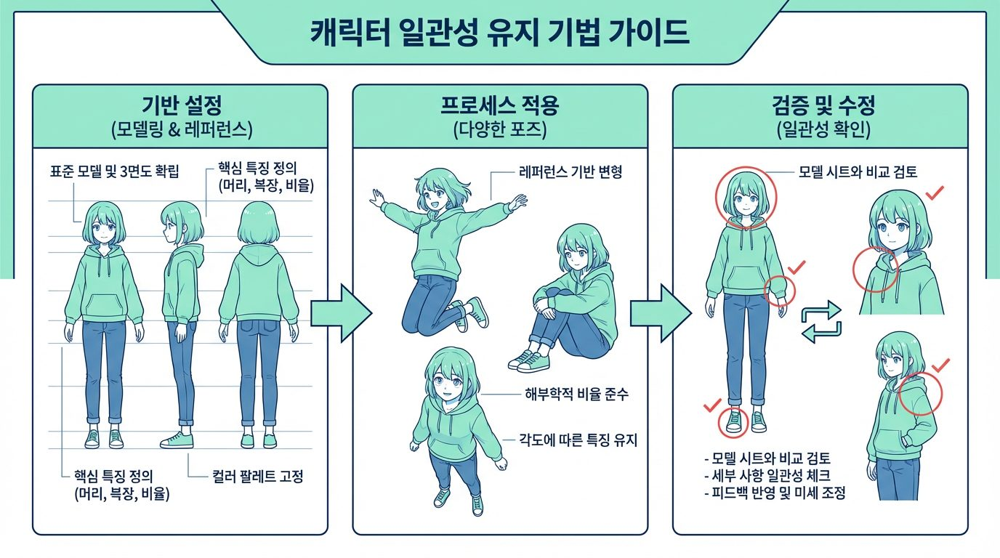 캐릭터 일관성 유지 기법 가이드
기반 설정
(모델링 & 레퍼런스)
표준 모델 및 3면도 확립
핵심 특징 정의
(머리, 복장, 비율)
핵심 특징 정의
(머리, 복장, 비율)
컬러 팔레트 고정
프로세스 적용
(다양한 포즈)
레퍼런스 기반 변형
해부학적 비율 준수
각도에 따른 특징 유지
검증 및 수정
(일관성 확인)
모델 시트와 비교 검토
- 모델 시트와 비교 검토
- 세부 사항 일관성 체크
- 피드백 반영 및 미세 조정